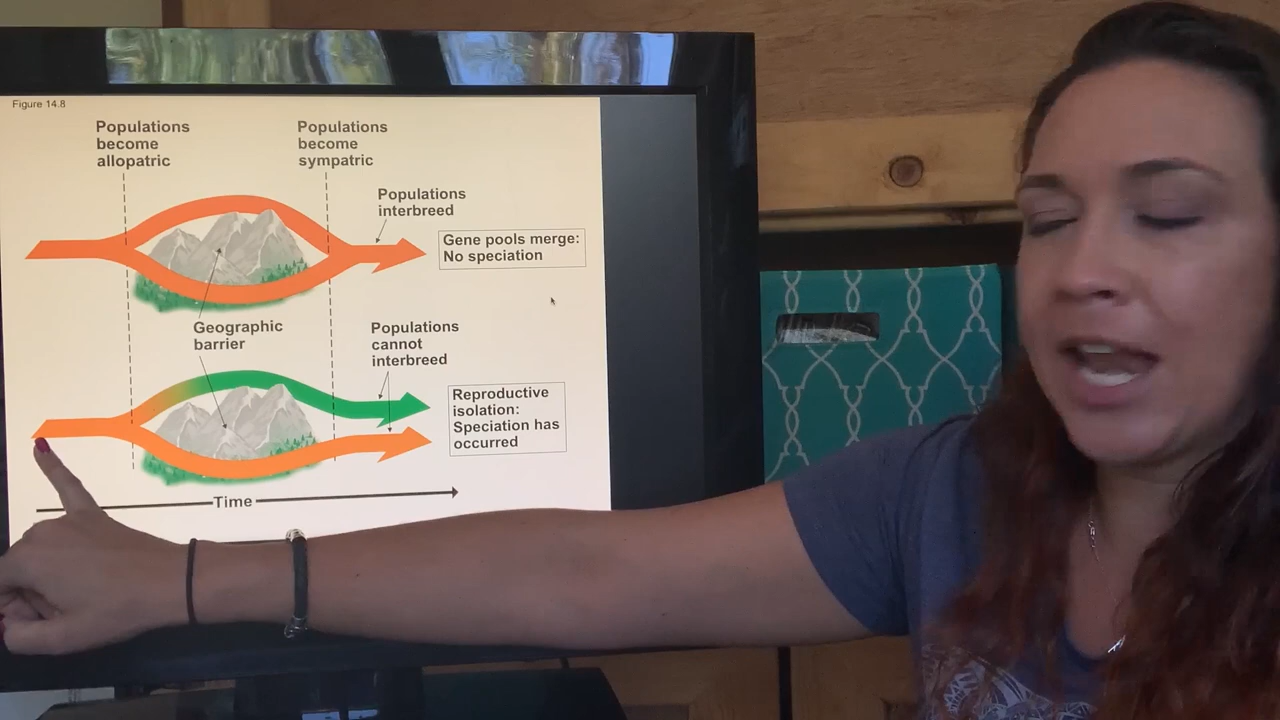 Figure 14.8
Populations
become
allopatric
Populations
become
sympatric
Populations
interbreed
Gene pools merge:
No speciation
Geographic
barrier
Populations
cannot
interbreed
Reproductive
isolation:
Speciation has
occurred
Time